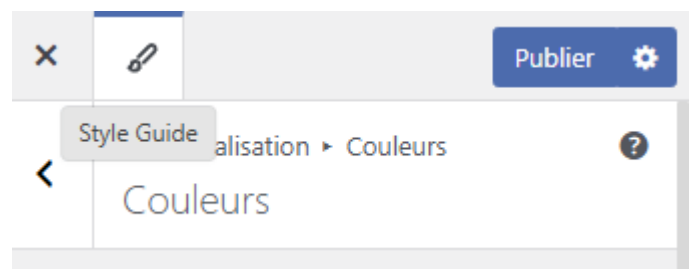 Publier
Style Guide
alisation ▸ Couleurs
Couleurs